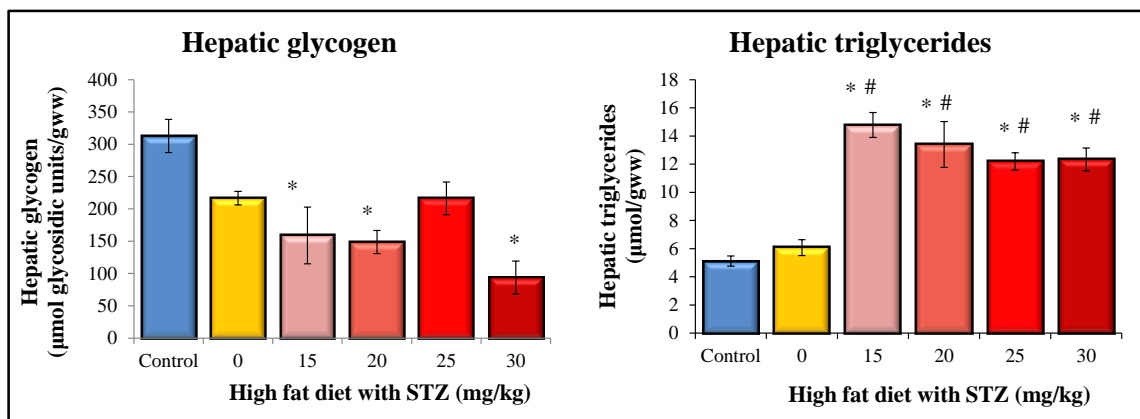 Hepatic glycogen
Hepatic glycogen
(µmol glycosidic units/gww)
400
350
300
250
200
150
100
50
0
*
*
*
Control 0 15 20 25 30
High fat diet with STZ (mg/kg)
Hepatic triglycerides
Hepatic triglycerides
(µmol/gww)
18
16
14
12
10
8
6
4
2
0
* #
* #
* #
* #
Control 0 15 20 25 30
High fat diet with STZ (mg/kg)